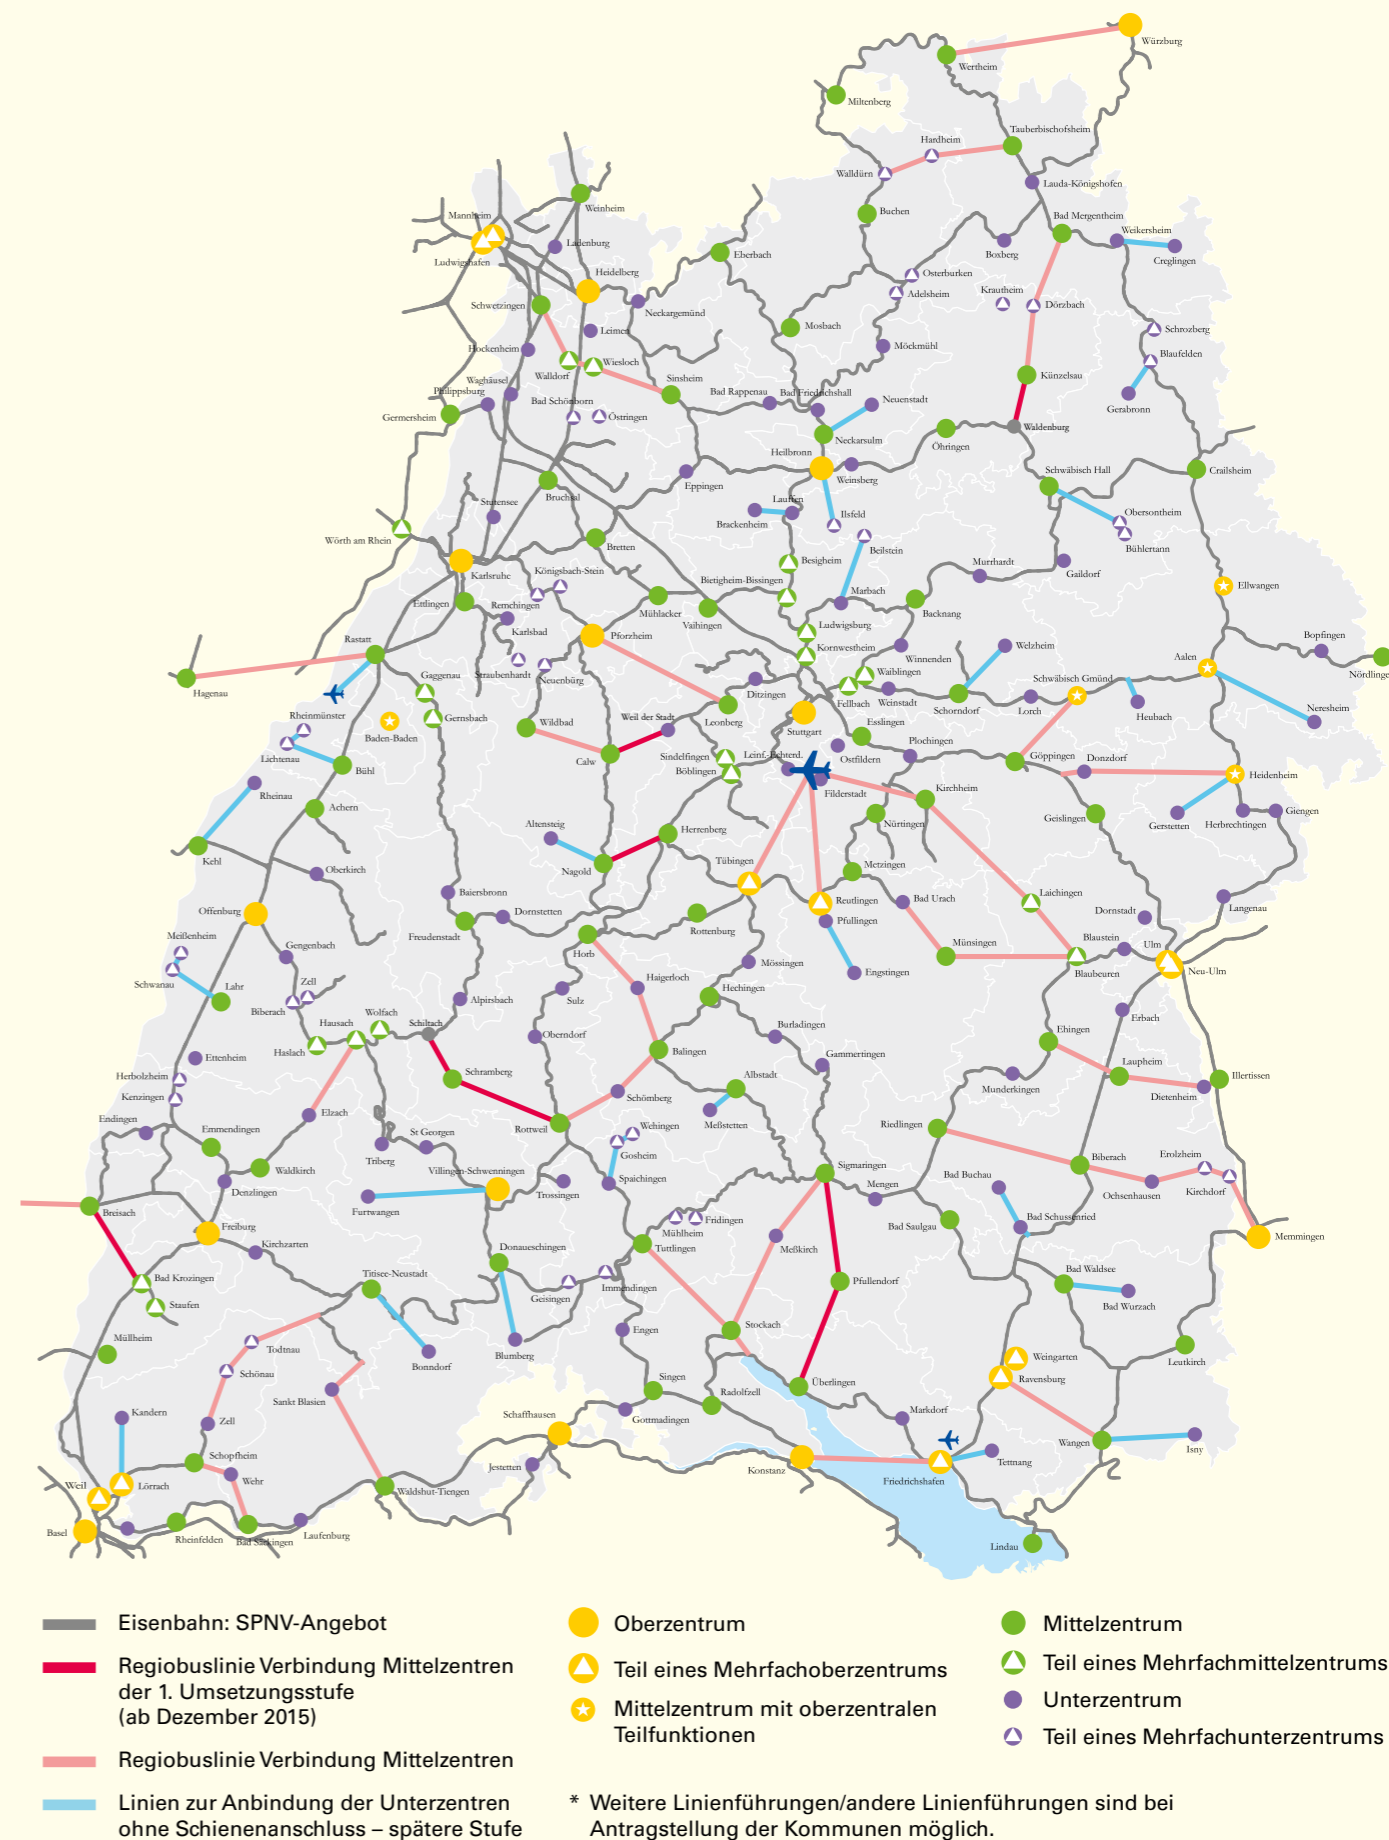 Würzburg
Wertheim
Miltenberg
Tauberbischofsheim
Hardheim
Walldürn
Lauda-Königshofen
Weinheim
Buchen
Mannheim
Bad Mergentheim
Weikersheim
Ladenburg
Creglingen
Boxberg
Ludwigshafen
Eberbach
Heidelberg
Osterburken
Adelsheim
Krautheim
Dörzbach
Schwetzingen
Neckargemünd
Mosbach
Schrozberg
Leimen
Hockenheim
Möckmühl
Blaufelden
Walldorf
Wiesloch
Künzelsau
Waghäusel
Sinsheim
Philippsburg
Bad Rappenau
Bad Friedrichshall
Neuenstadt
Gerabronn
Bad Schönborn
Östringen
Germersheim
Waldenburg
Öhringen
Neckarsulm
Heilbronn
Weinsberg
Schwäbisch Hall
Crailsheim
Eppingen
Bruchsal
Stutensee
Lauffen
Brackenheim
Ilsfeld
Obersontheim
Bühlertann
Wörth am Rhein
Bretten
Beilstein
Besigheim
Karlsruhe
Königsbach-Stein
Murrhardt
Gaildorf
Bietigheim-Bissingen
Ellwangen
Ettlingen
Remchingen
Mühlacker
Vaihingen
Marbach
Backnang
Karlsbad
Ludwigsburg
Pforzheim
Kornwestheim
Rastatt
Winnenden
Welzheim
Bopfingen
Aalen
Nördlingen
Straubenhardt
Neuenbürg
Hagenau
Gaggenau
Ditzingen
Waiblingen
Fellbach
Weinstadt
Schorndorf
Lorch
Schwäbisch Gmünd
Heubach
Leonberg
Gernsbach
Rheinmünster
Baden-Baden
Wildbad
Weil der Stadt
Stuttgart
Esslingen
Neresheim
Lichtenau
Bühl
Calw
Sindelfingen
Böblingen
Leinf.-Echterd.
Ostfildern
Plochingen
Göppingen
Donzdorf
Heidenheim
Rheinau
Filderstadt
Kirchheim
Achern
Nürtingen
Geislingen
Gerstetten
Herbrechtingen
Giengen
Altensteig
Herrenberg
Kehl
Nagold
Tübingen
Metzingen
Oberkirch
Baiersbronn
Reutlingen
Bad Urach
Laichingen
Langenau
Offenburg
Dornstetten
Rottenburg
Pfullingen
Dornstadt
Freudenstadt
Meißenheim
Gengenbach
Horb
Blaustein
Ulm
Münsingen
Blaubeuren
Neu-Ulm
Mössingen
Engstingen
Schwanau
Zell
Haigerloch
Lahr
Biberach
Alpirsbach
Sulz
Hechingen
Erbach
Hausach
Wolfach
Schiltach
Oberndorf
Burladingen
Ehingen
Haslach
Balingen
Gammertingen
Ettenheim
Laupheim
Illertissen
Herbolzheim
Schramberg
Albstadt
Munderkingen
Dietenheim
Kenzingen
Schömberg
Elzach
Meßstetten
Endingen
Emmendingen
Rottweil
Riedlingen
Triberg
St Georgen
Wehingen
Gosheim
Waldkirch
Villingen-Schwenningen
Biberach
Erolzheim
Denzlingen
Trossingen
Spaichingen
Sigmaringen
Mengen
Bad Buchau
Ochsenhausen
Kirchdorf
Furtwangen
Breisach
Freiburg
Mühlheim
Fridingen
Bad Saulgau
Bad Schussenried
Memmingen
Kirchzarten
Tuttlingen
Meßkirch
Donaueschingen
Bad Krozingen
Titisee-Neustadt
Immendingen
Pfullendorf
Bad Waldsee
Geisingen
Bad Wurzach
Staufen
Müllheim
Todtnau
Bonndorf
Blumberg
Engen
Stockach
Leutkirch
Weingarten
Schönau
Ravensburg
Sankt Blasien
Singen
Überlingen
Radolfzell
Kandern
Zell
Schaffhausen
Gottmadingen
Markdorf
Schopfheim
Wangen
Isny
Weil
Lörrach
Wehr
Jestetten
Konstanz
Tettnang
Friedrichshafen
Waldshut-Tiengen
Basel
Rheinfelden
Bad Säckingen
Laufenburg
Lindau
Eisenbahn: SPNV-Angebot
Regiobuslinie Verbindung Mittelzentren
der 1. Umsetzungsstufe
(ab Dezember 2015)
Regiobuslinie Verbindung Mittelzentren
Linien zur Anbindung der Unterzentren
ohne Schienenanschluss – spätere Stufe
Oberzentrum
Teil eines Mehrfachoberzentrums
Mittelzentrum mit oberzentralen
Teilfunktionen
Mittelzentrum
Teil eines Mehrfachmittelzentrums
Unterzentrum
Teil eines Mehrfachunterzentrums
* Weitere Linienführungen/andere Linienführungen sind bei
Antragstellung der Kommunen möglich.